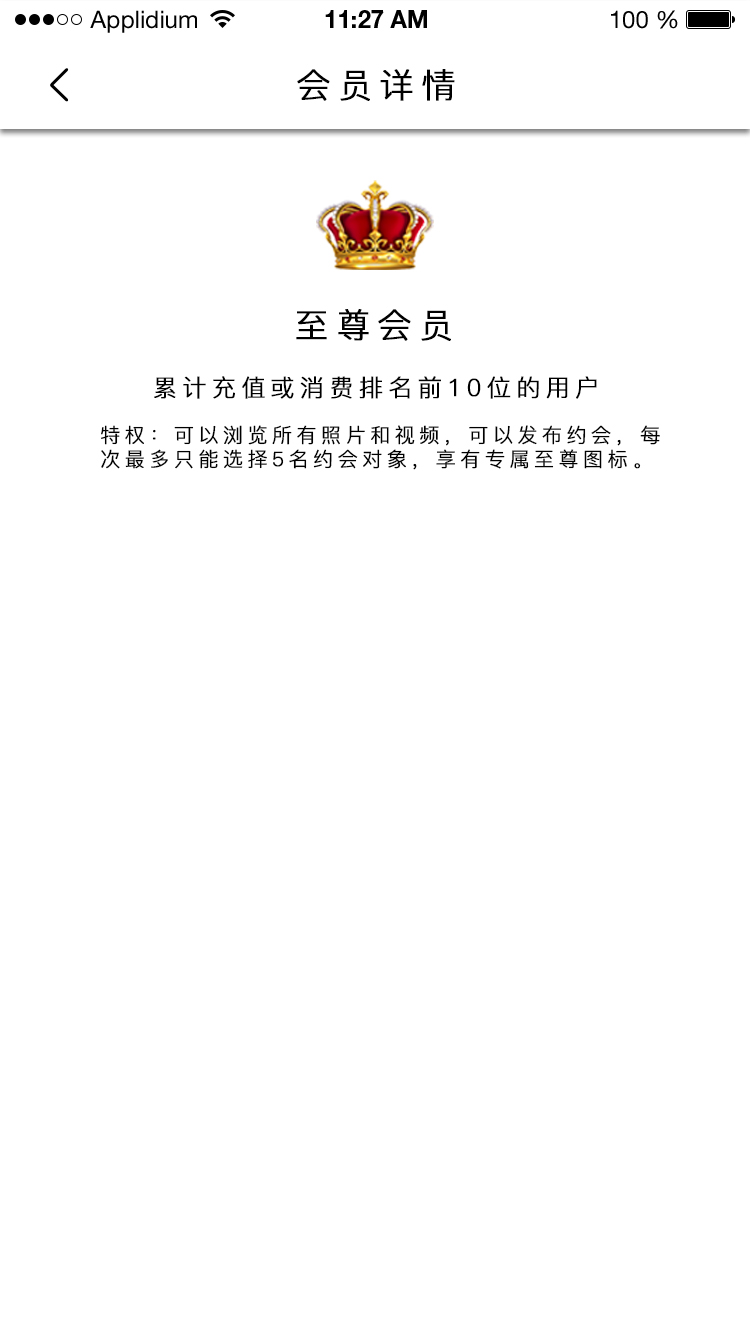 Applidium 11:27 AM 100 %
会员详情
至尊会员
累计充值或消费排名前10位的用户
特权：可以浏览所有照片和视频，可以发布约会，每
次最多只能选择5名约会对象，享有专属至尊图标。